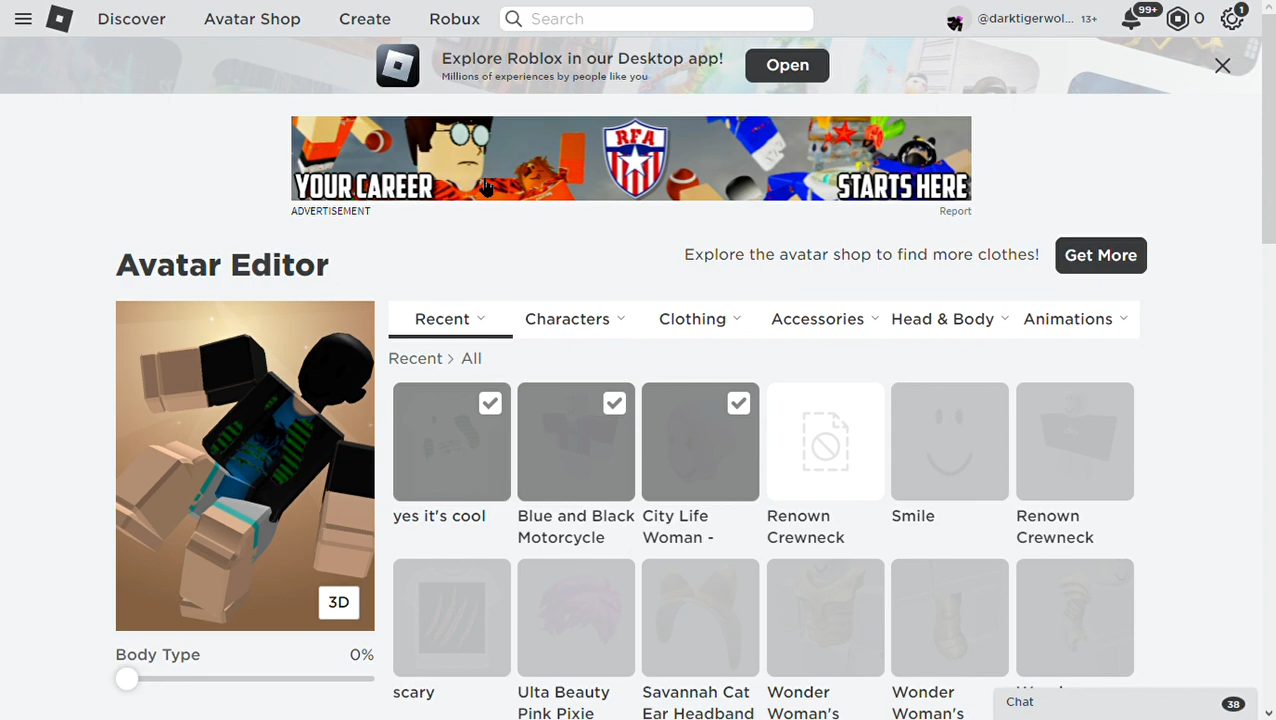 Discover
Avatar Shop
Create
Robux
Search
@darktigerwol...
13+
99+
0
1
Explore Roblox in our Desktop app!
Millions of experiences by people like you
Open
YOUR CAREER
RFA
STARTS HERE
ADVERTISEMENT
Report
Avatar Editor
Explore the avatar shop to find more clothes!
Get More
Recent
Characters
Clothing
Accessories
Head & Body
Animations
Recent > All
yes it's cool
Blue and Black
Motorcycle
City Life
Woman -
Renown
Crewneck
Smile
Renown
Crewneck
3D
Body Type
0%
scary
Ulta Beauty
Pink Pixie
Savannah Cat
Ear Headband
Wonder
Woman's
Wonder
Woman's
Chat
38